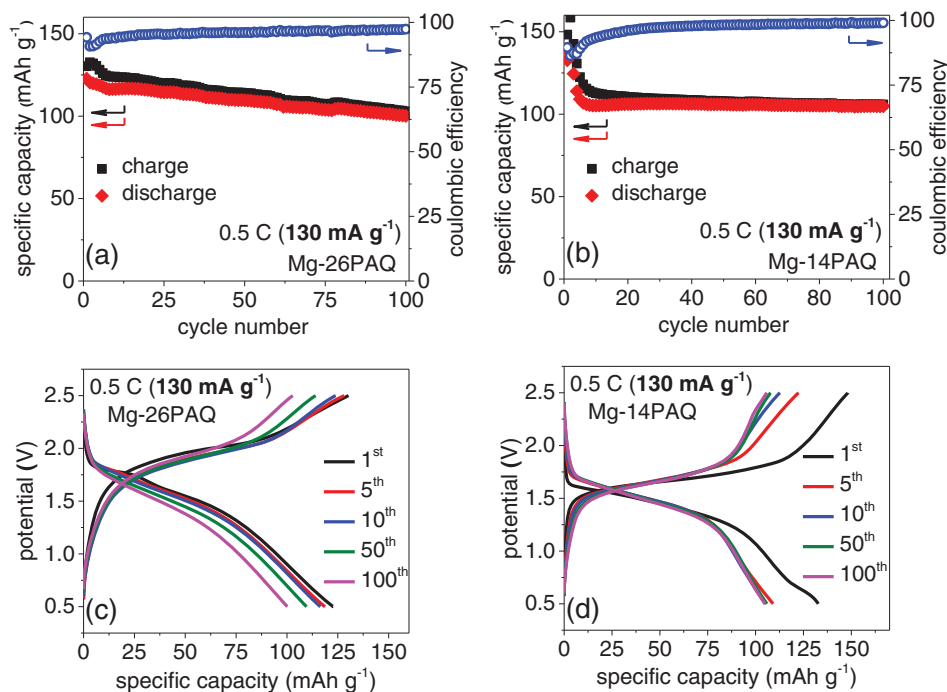 150
100
50
0
specific capacity (mAh g⁻¹)
100
75
50
25
0
coulombic efficiency
charge
discharge
0.5 C (130 mA g⁻¹)
(a)
Mg-26PAQ
0 25 50 75 100
cycle number
150
100
50
0
specific capacity (mAh g⁻¹)
100
75
50
25
0
coulombic efficiency
charge
discharge
0.5 C (130 mA g⁻¹)
(b)
Mg-14PAQ
0 20 40 60 80 100
cycle number
2.5
2.0
1.5
1.0
0.5
potential (V)
0.5 C (130 mA g⁻¹)
Mg-26PAQ
1ˢᵗ
5ᵗʰ
10ᵗʰ
50ᵗʰ
100ᵗʰ
(c)
0 25 50 75 100 125 150
specific capacity (mAh g⁻¹)
2.5
2.0
1.5
1.0
0.5
potential (V)
0.5 C (130 mA g⁻¹)
Mg-14PAQ
1ˢᵗ
5ᵗʰ
10ᵗʰ
50ᵗʰ
100ᵗʰ
(d)
0 25 50 75 100 125 150
specific capacity (mAh g⁻¹)